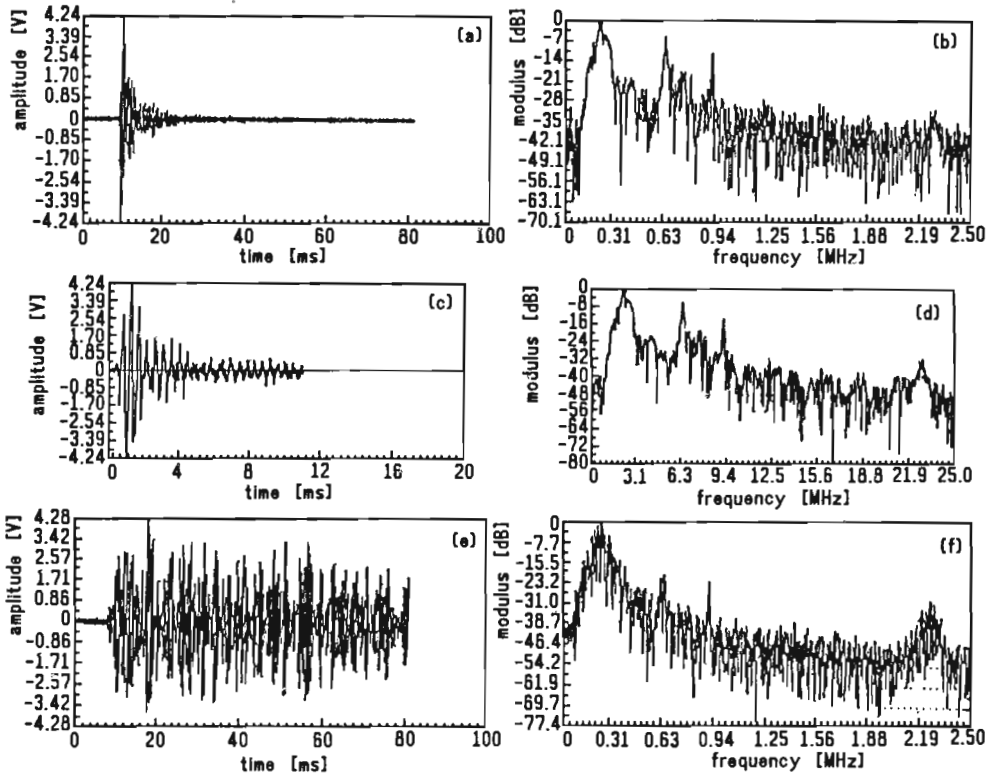 (a)
amplitude [V]
4.24
3.39
2.54
1.70
0.85
0
-0.85
-1.70
-2.54
-3.39
-4.24
0 20 40 60 80 100
time [ms]
(b)
modulus [dB]
0
-7
-14
-21
-28
-35
-42.1
-49.1
-56.1
-63.1
-70.1
0 0.31 0.63 0.94 1.25 1.56 1.88 2.19 2.50
frequency [MHz]
(c)
amplitude [V]
4.24
3.39
2.54
1.70
0.85
0
-0.85
-1.70
-2.54
-3.39
-4.24
0 4 8 12 16 20
time [ms]
(d)
modulus [dB]
0
-8
-16
-24
-32
-40
-48
-56
-64
-72
-80
0 3.1 6.3 9.4 12.5 15.6 18.8 21.9 25.0
frequency [MHz]
(e)
amplitude [V]
4.28
3.42
2.57
1.71
0.86
0
-0.86
-1.71
-2.57
-3.42
-4.28
0 20 40 60 80 100
time [ms]
(f)
modulus [dB]
0
-7.7
-15.5
-23.2
-31.0
-38.7
-46.4
-54.2
-61.9
-69.7
-77.4
0 0.31 0.63 0.94 1.25 1.56 1.88 2.19 2.50
frequency [MHz]